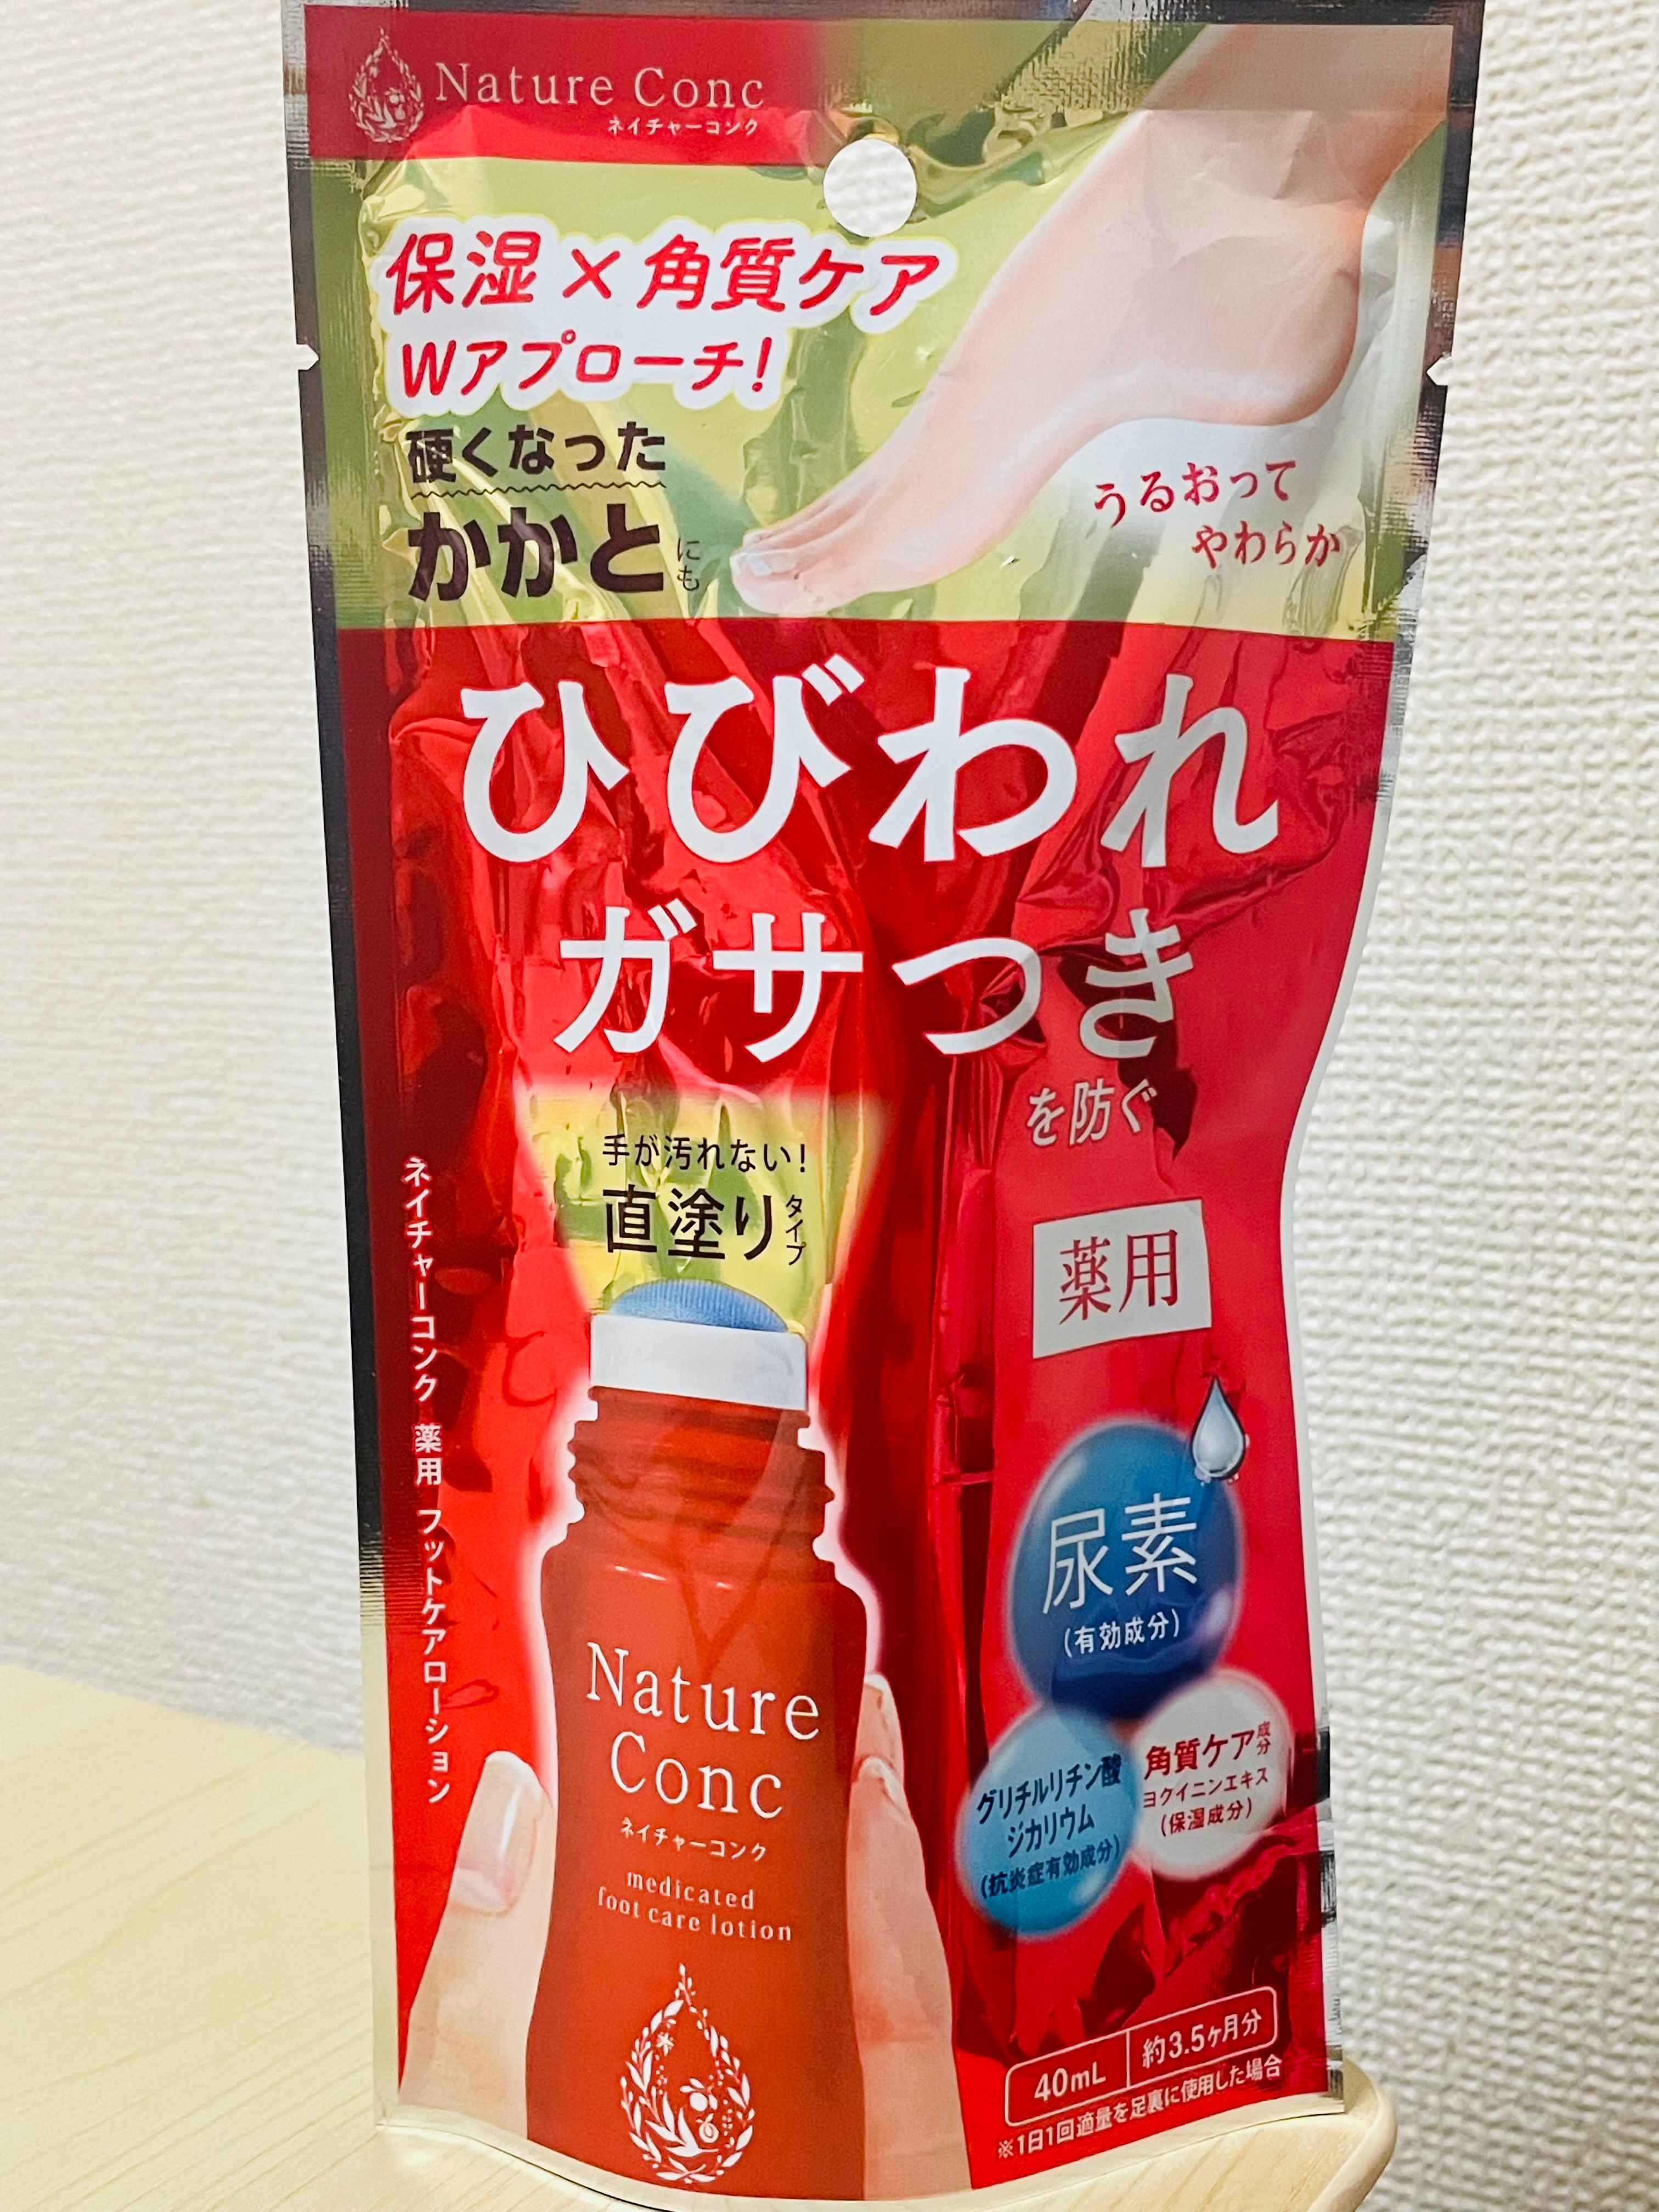 Nature Conc
ネイチャーコンク
保湿×角質ケア
Wアプローチ!
硬くなった
かかとにも
うるおって
やわらか
ひびわれ
ガサつき
を防ぐ
手が汚れない!
直塗りタイプ
薬用
尿素
(有効成分)
グリチルリチン酸
ジカリウム
(抗炎症有効成分)
角質ケア成分
ヨクイニンエキス
(保湿成分)
ネイチャーコンク 薬用 フットケアローション
Nature
Conc
ネイチャーコンク
medicated
foot care lotion
40mL 約3.5ヶ月分
※1日1回適量を足裏に使用した場合